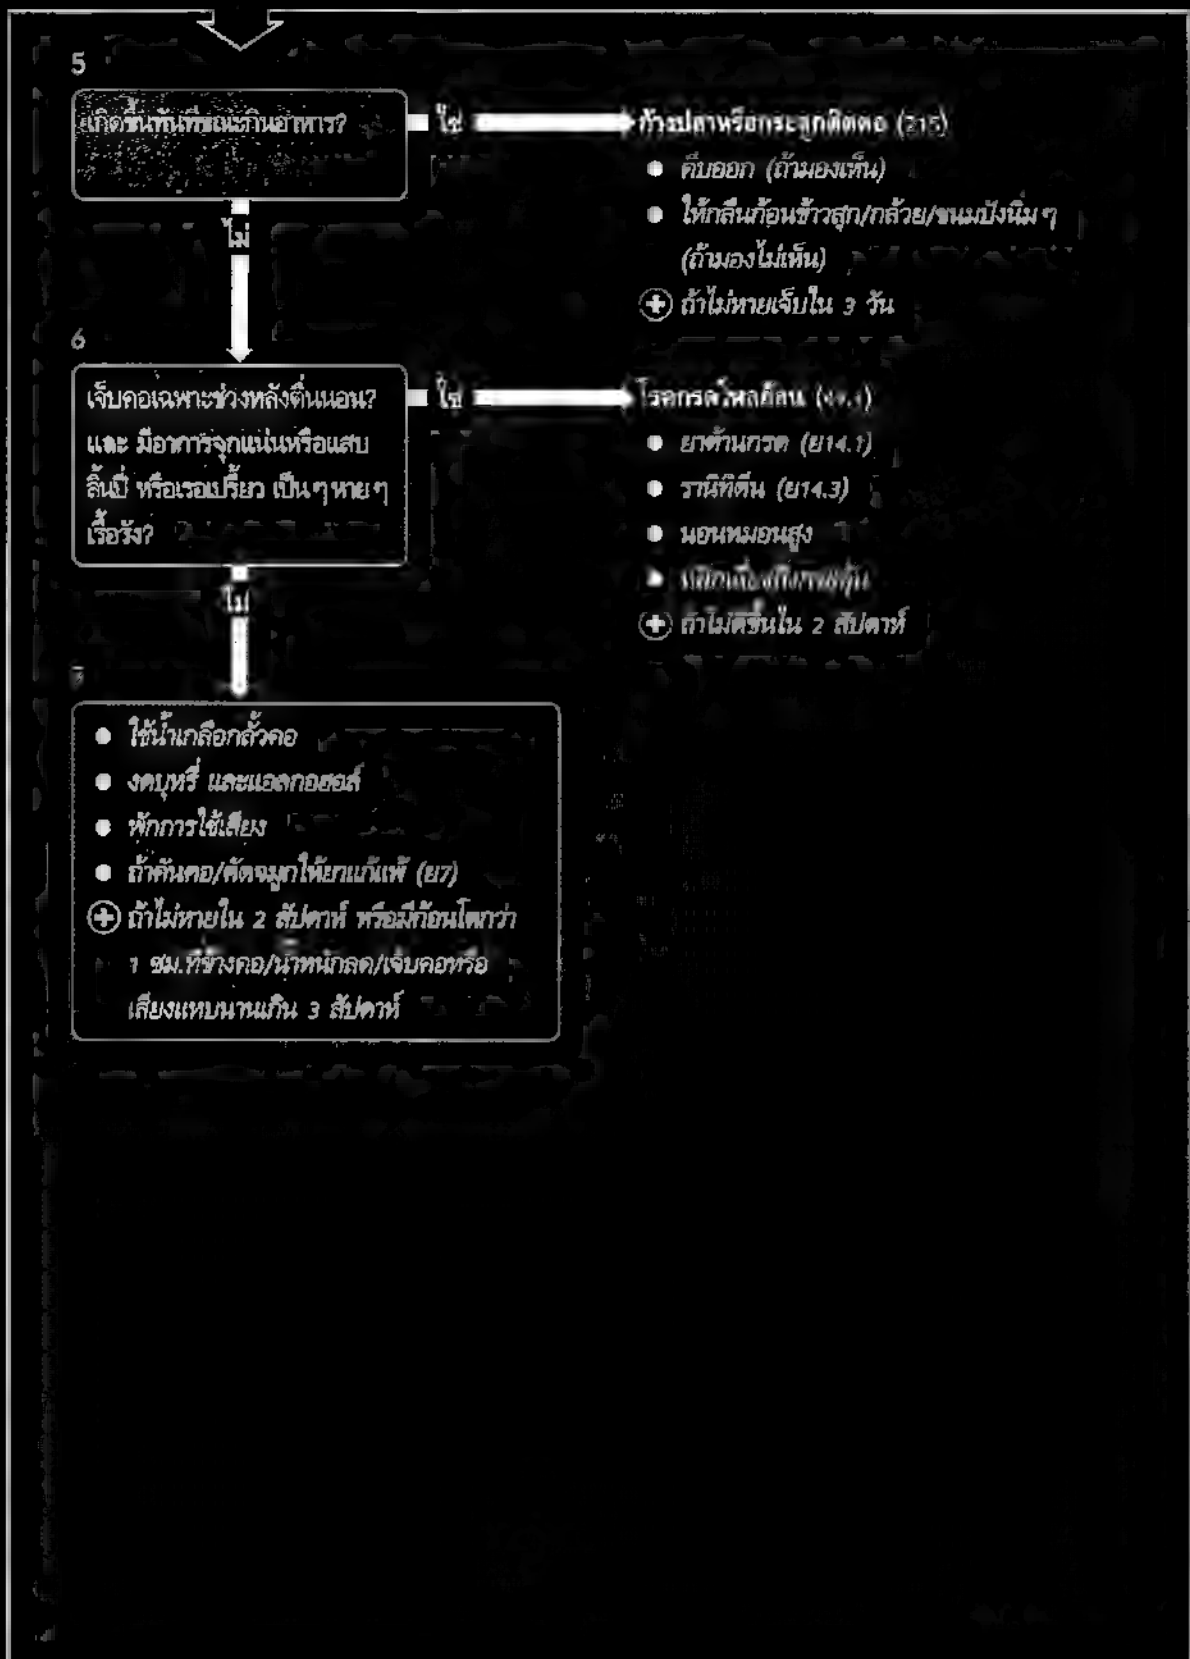 5
เกิดขึ้นทันทีขณะกินอาหาร?
ใช่
ก้างปลาหรือกระดูกติดคอ (215)
● คีบออก (ถ้ามองเห็น)
● ให้กลืนก้อนข้าวสุก/กล้วย/ขนมปังนิ่มๆ
(ถ้ามองไม่เห็น)
⊕ ถ้าไม่หายเจ็บใน 3 วัน
ไม่
6
เจ็บคอเฉพาะช่วงหลังตื่นนอน?
และ มีอาการจุกแน่นหรือแสบ
ลิ้นปี่ หรือเรอเปรี้ยว เป็นๆหายๆ
เรื้อรัง?
ใช่
โรคกรดไหลย้อน
● ยาต้านกรด (ย14.1)
● รานิทิดีน (ย14.3)
● นอนหมอนสูง
● หลีกเลี่ยงสิ่งกระตุ้น
⊕ ถ้าไม่ดีขึ้นใน 2 สัปดาห์
ไม่
7
● ใช้น้ำเกลือกลั้วคอ
● งดบุหรี่ และแอลกอฮอล์
● พักการใช้เสียง
● ถ้าคันคอ/คัดจมูกให้ยาแก้แพ้ (ย7)
⊕ ถ้าไม่หายใน 2 สัปดาห์ หรือมีก้อนโตกว่า
1 ซม.ที่ข้างคอ/น้ำหนักลด/เจ็บคอหรือ
เสียงแหบนานเกิน 3 สัปดาห์